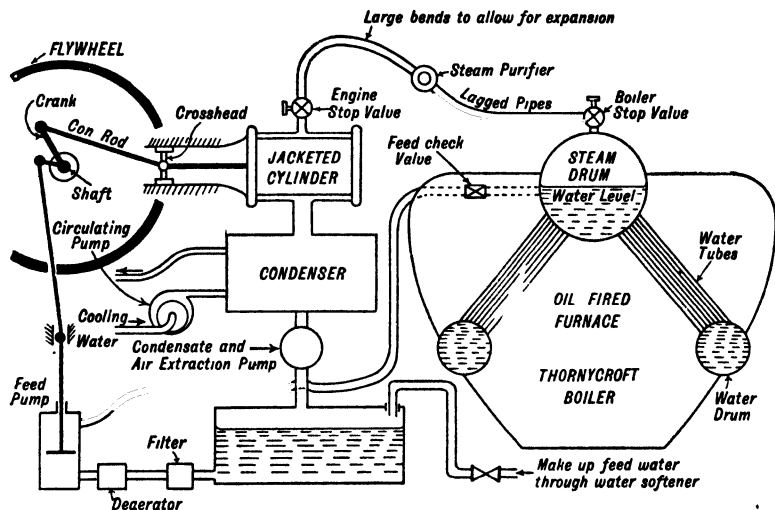 Large bends to allow for expansion
FLYWHEEL
Steam Purifier
Crank
Con Rod
Crosshead
Engine
Stop Valve
Lagged Pipes
Boiler
Stop Valve
Feed check
Valve
JACKETED
CYLINDER
STEAM
DRUM
Water Level
Shaft
Circulating
Pump
CONDENSER
Water
Tubes
OIL FIRED
FURNACE
Cooling
Water
Condensate and
Air Extraction Pump
THORNYCROFT
BOILER
Feed
Pump
Water
Drum
Filter
Deaerator
Make up feed water
through water softener